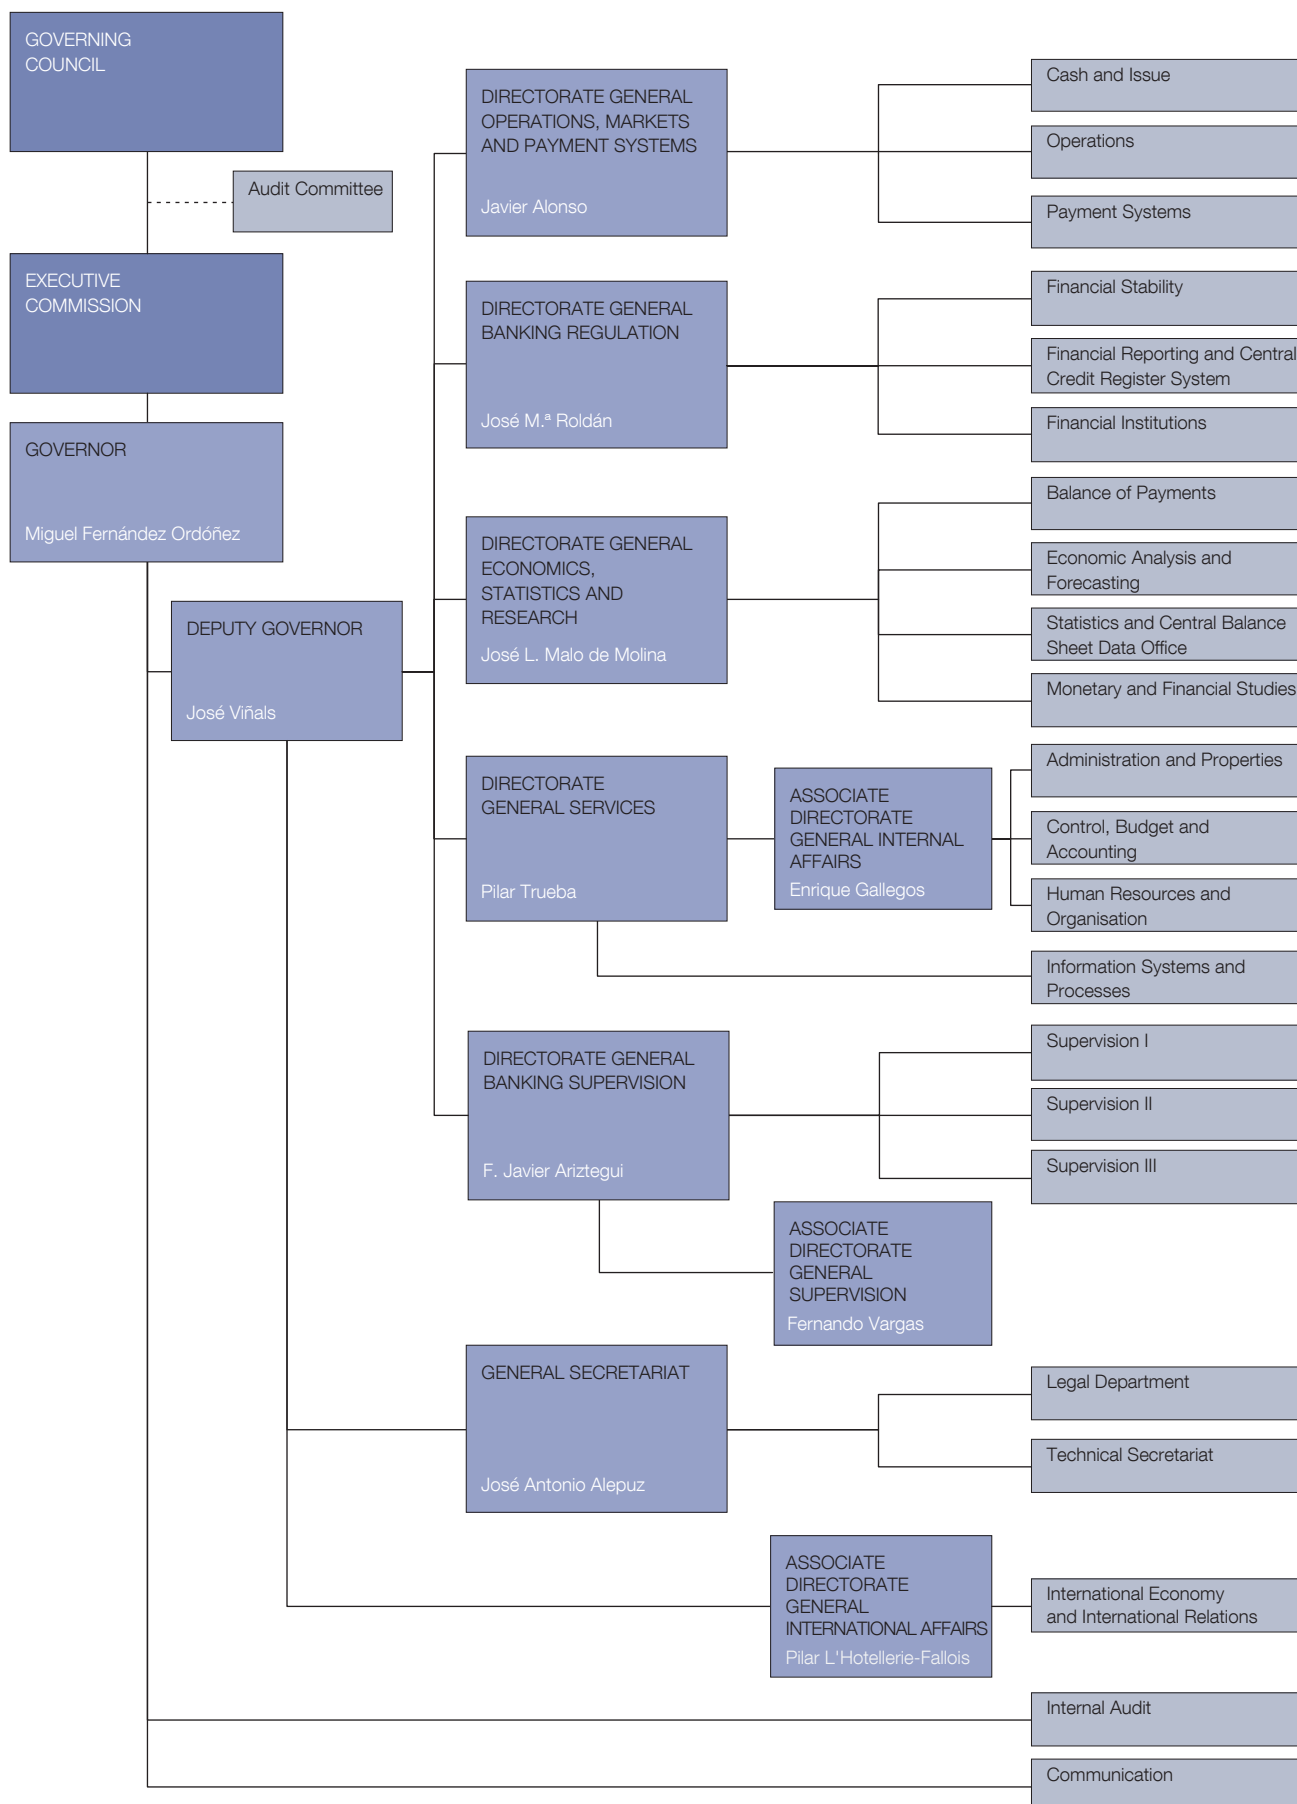 GOVERNING
COUNCIL
Audit Committee
EXECUTIVE
COMMISSION
GOVERNOR
Miguel Fernández Ordóñez
DEPUTY GOVERNOR
José Viñals
DIRECTORATE GENERAL
OPERATIONS, MARKETS
AND PAYMENT SYSTEMS
Javier Alonso
Cash and Issue
Operations
Payment Systems
DIRECTORATE GENERAL
BANKING REGULATION
José M.ª Roldán
Financial Stability
Financial Reporting and Central
Credit Register System
Financial Institutions
DIRECTORATE GENERAL
ECONOMICS,
STATISTICS AND
RESEARCH
José L. Malo de Molina
Balance of Payments
Economic Analysis and
Forecasting
Statistics and Central Balance
Sheet Data Office
Monetary and Financial Studies
DIRECTORATE
GENERAL SERVICES
Pilar Trueba
ASSOCIATE
DIRECTORATE
GENERAL INTERNAL
AFFAIRS
Enrique Gallegos
Administration and Properties
Control, Budget and
Accounting
Human Resources and
Organisation
Information Systems and
Processes
DIRECTORATE GENERAL
BANKING SUPERVISION
F. Javier Ariztegui
Supervision I
Supervision II
Supervision III
ASSOCIATE
DIRECTORATE
GENERAL
SUPERVISION
Fernando Vargas
GENERAL SECRETARIAT
José Antonio Alepuz
Legal Department
Technical Secretariat
ASSOCIATE
DIRECTORATE
GENERAL
INTERNATIONAL AFFAIRS
Pilar L'Hotellerie-Fallois
International Economy
and International Relations
Internal Audit
Communication